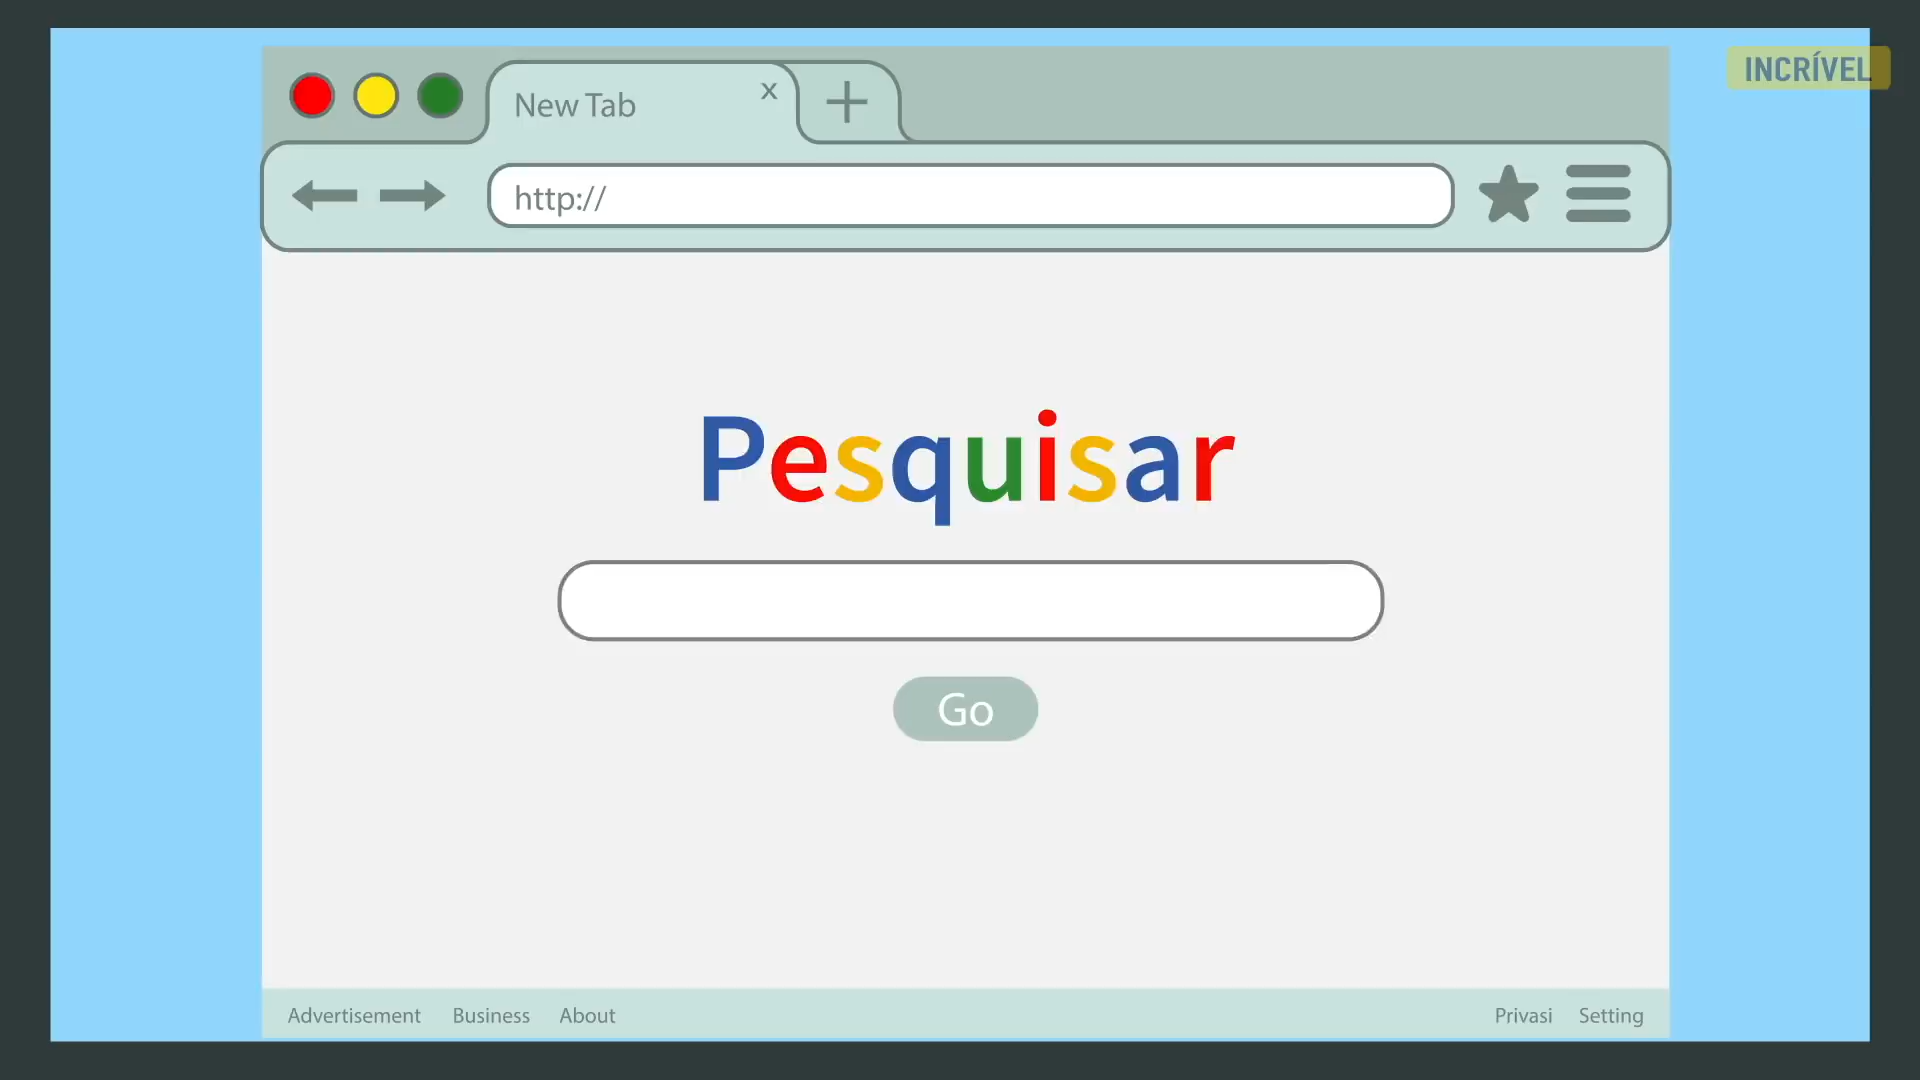 INCRÍVEL
New Tab x
http://
Pesquisar
Go
Advertisement Business About Privasi Setting